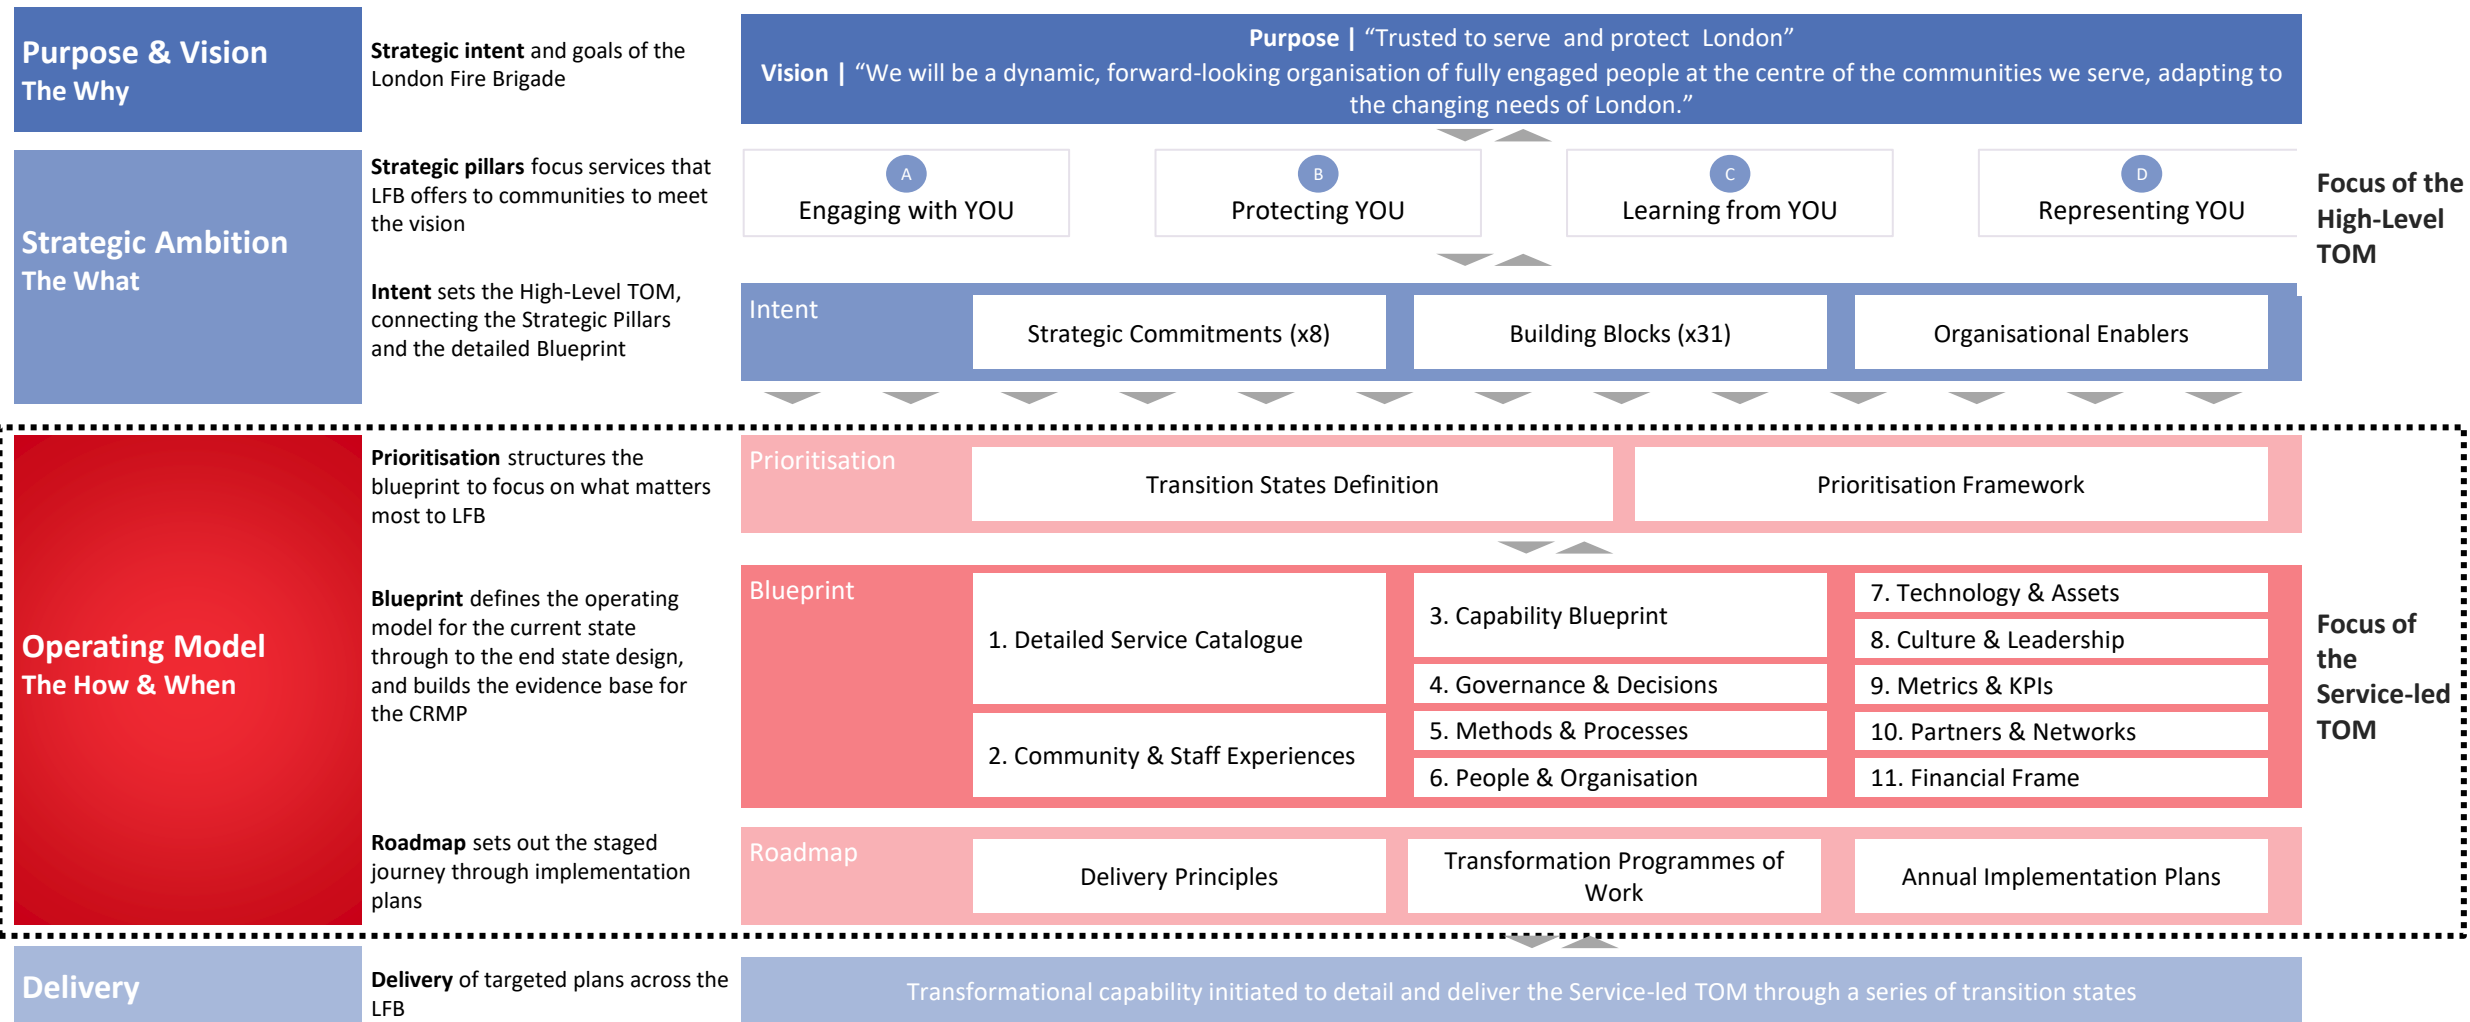 Purpose & Vision
The Why
Strategic intent and goals of the
London Fire Brigade
Purpose | “Trusted to serve and protect London”
Vision | “We will be a dynamic, forward-looking organisation of fully engaged people at the centre of the communities we serve, adapting to
the changing needs of London.”
Strategic Ambition
The What
Strategic pillars focus services that
LFB offers to communities to meet
the vision
A
Engaging with YOU
B
Protecting YOU
C
Learning from YOU
D
Representing YOU
Focus of the
High-Level
TOM
Intent sets the High-Level TOM,
connecting the Strategic Pillars
and the detailed Blueprint
Intent
Strategic Commitments (x8)
Building Blocks (x31)
Organisational Enablers
Operating Model
The How & When
Prioritisation structures the
blueprint to focus on what matters
most to LFB
Prioritisation
Transition States Definition
Prioritisation Framework
Blueprint defines the operating
model for the current state
through to the end state design,
and builds the evidence base for
the CRMP
Blueprint
1. Detailed Service Catalogue
2. Community & Staff Experiences
3. Capability Blueprint
4. Governance & Decisions
5. Methods & Processes
6. People & Organisation
7. Technology & Assets
8. Culture & Leadership
9. Metrics & KPIs
10. Partners & Networks
11. Financial Frame
Focus of
the
Service-led
TOM
Roadmap sets out the staged
journey through implementation
plans
Roadmap
Delivery Principles
Transformation Programmes of
Work
Annual Implementation Plans
Delivery
Delivery of targeted plans across the
LFB
Transformational capability initiated to detail and deliver the Service-led TOM through a series of transition states